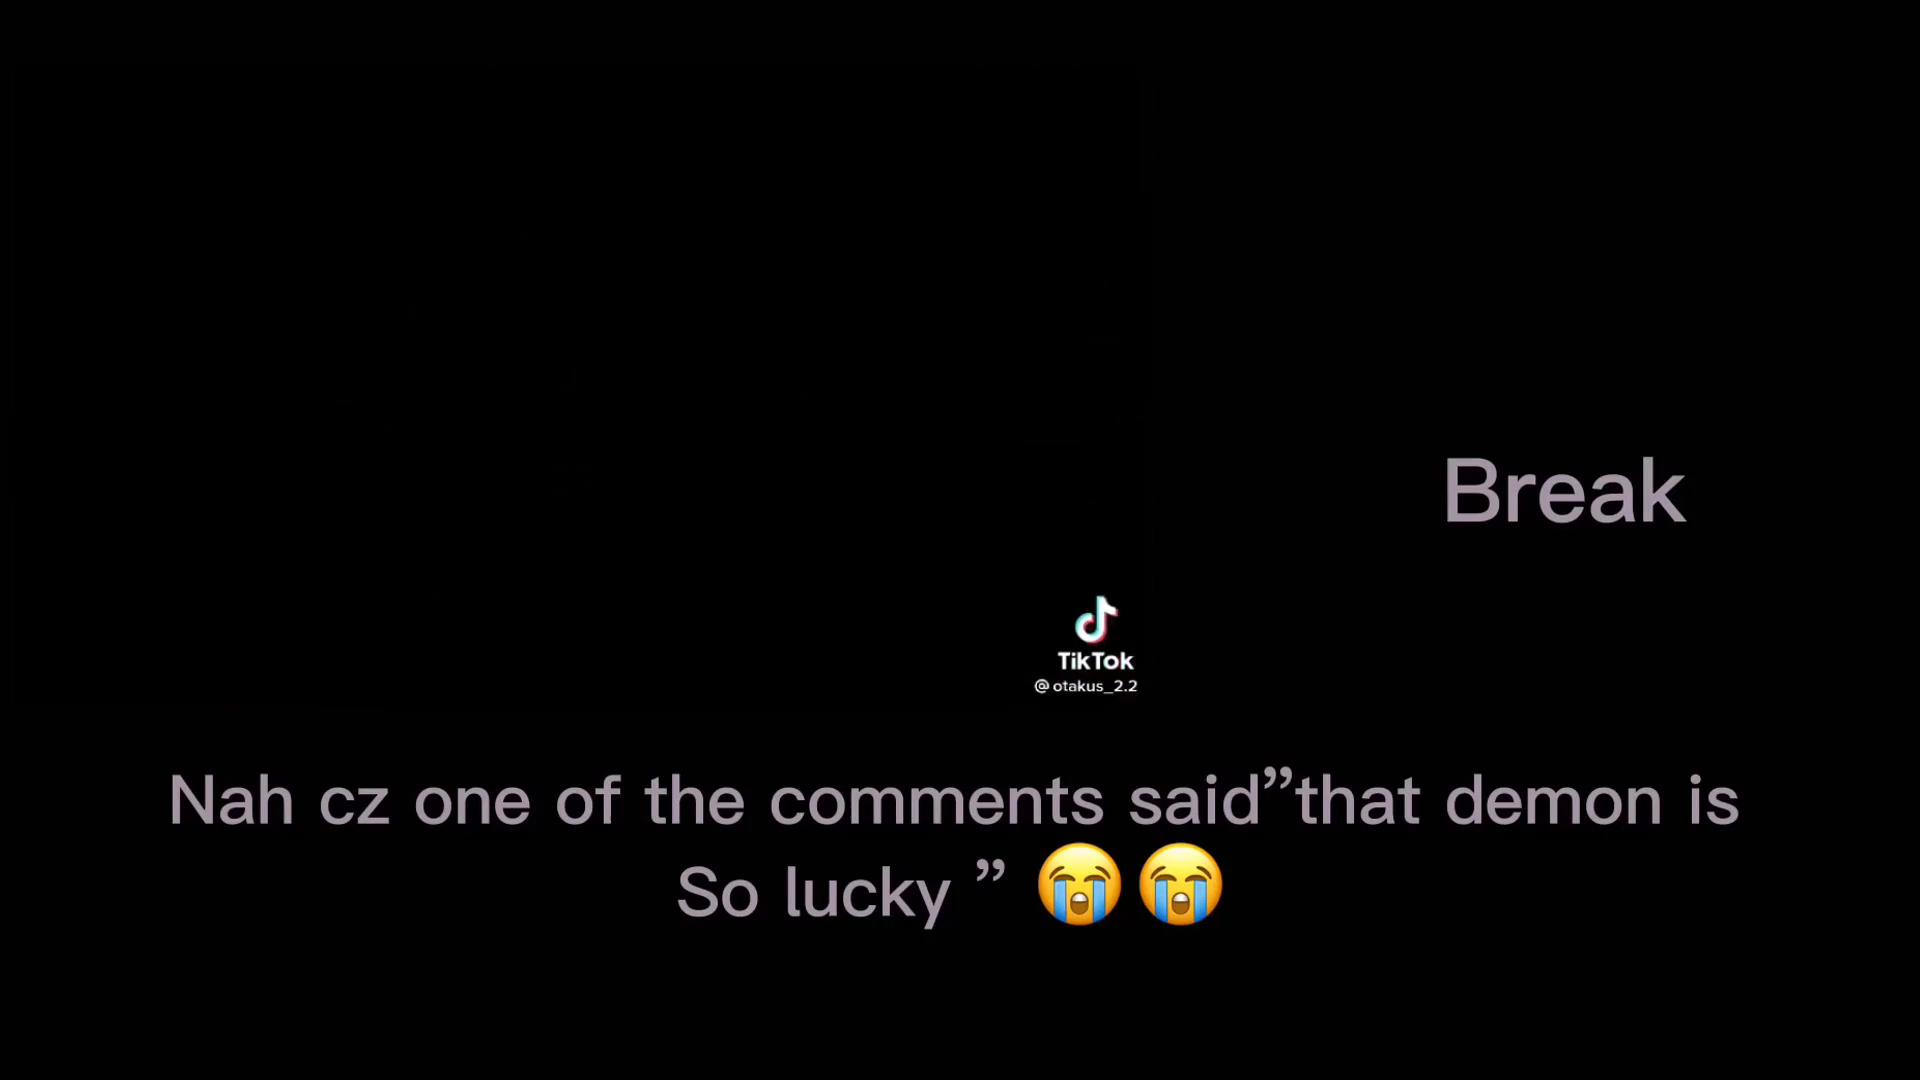 Break
TikTok
@otakus_2.2
Nah cz one of the comments said”that demon is
So lucky ” 😭😭